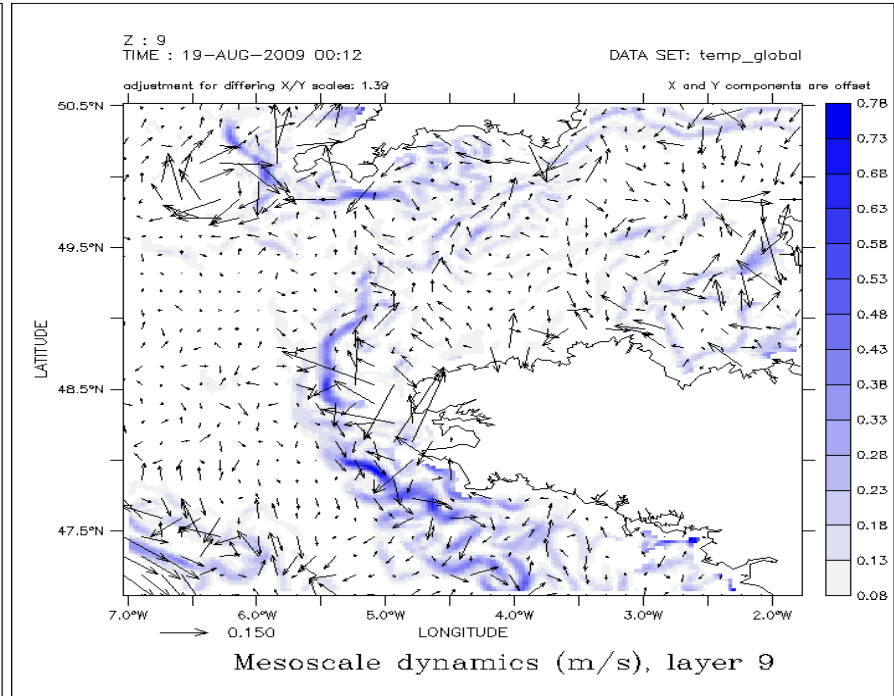 Z : 9
TIME : 19-AUG-2009 00:12
DATA SET: temp_global
adjustment for differing X/Y scales: 1.39
X and Y components are offset
50.5°N
49.5°N
48.5°N
47.5°N
LATITUDE
7.0°W
6.0°W
5.0°W
4.0°W
3.0°W
2.0°W
0.150
LONGITUDE
0.78
0.73
0.68
0.63
0.58
0.53
0.48
0.43
0.38
0.33
0.28
0.23
0.18
0.13
0.08
Mesoscale dynamics (m/s), layer 9